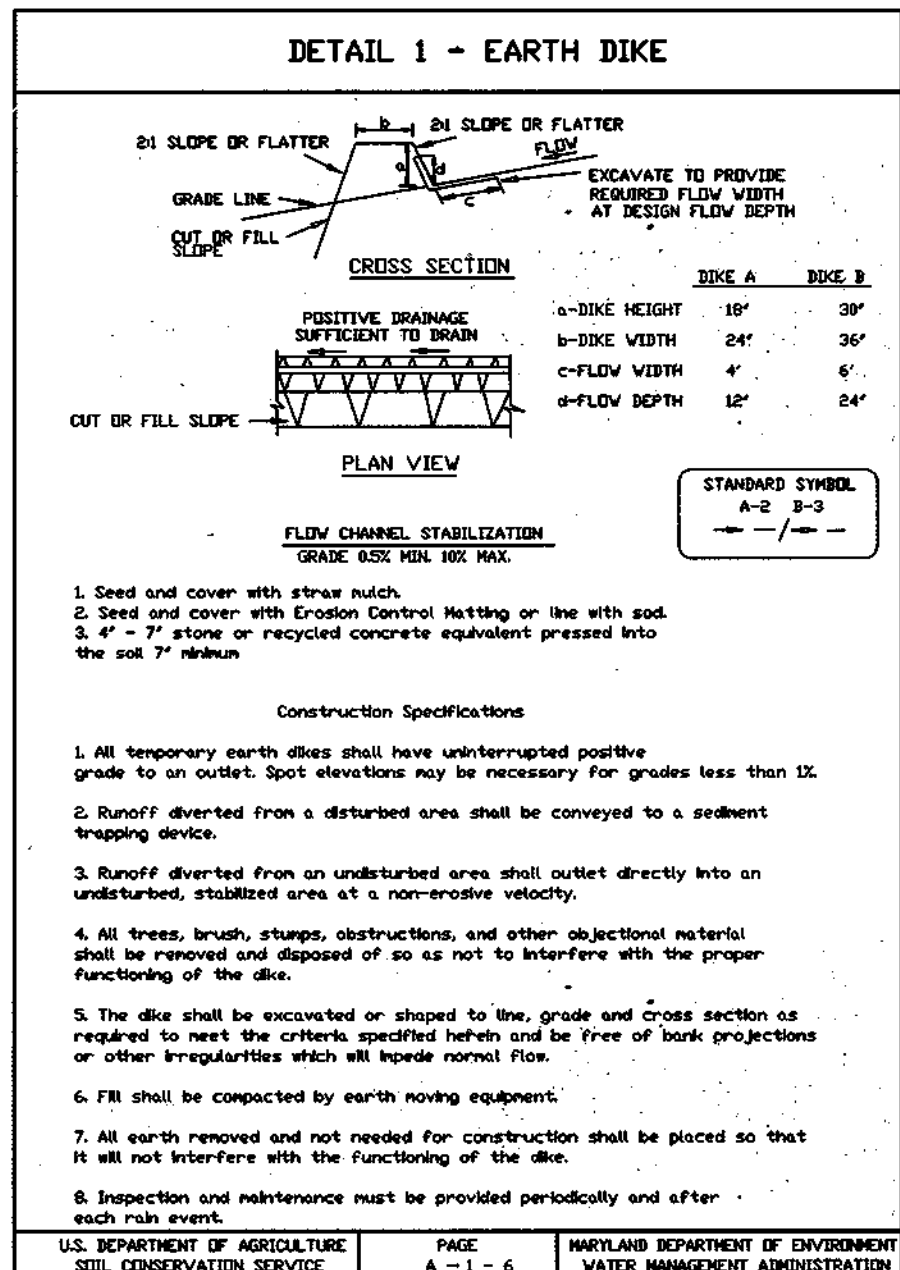 DETAIL 1 - EARTH DIKE
b
2:1 SLOPE OR FLATTER
2:1 SLOPE OR FLATTER
FLOW
a
d
EXCAVATE TO PROVIDE
REQUIRED FLOW WIDTH
AT DESIGN FLOW DEPTH
GRADE LINE
c
CUT OR FILL
SLOPE
CROSS SECTION
DIKE A DIKE B
a-DIKE HEIGHT 18" 30"
b-DIKE WIDTH 24" 36"
c-FLOW WIDTH 4' 6'
d-FLOW DEPTH 12" 24"
POSITIVE DRAINAGE
SUFFICIENT TO DRAIN
CUT OR FILL SLOPE
PLAN VIEW
STANDARD SYMBOL
A-2 B-3
FLOW CHANNEL STABILIZATION
GRADE 0.5% MIN. 10% MAX.
1. Seed and cover with straw mulch.
2. Seed and cover with Erosion Control Matting or line with sod.
3. 4" - 7" stone or recycled concrete equivalent pressed into
the soil 7" minimum
Construction Specifications
1. All temporary earth dikes shall have uninterrupted positive
grade to an outlet. Spot elevations may be necessary for grades less than 1%.
2. Runoff diverted from a disturbed area shall be conveyed to a sediment
trapping device.
3. Runoff diverted from an undisturbed area shall outlet directly into an
undisturbed, stabilized area at a non-erosive velocity.
4. All trees, brush, stumps, obstructions, and other objectional material
shall be removed and disposed of so as not to interfere with the proper
functioning of the dike.
5. The dike shall be excavated or shaped to line, grade and cross section as
required to meet the criteria specified herein and be free of bank projections
or other irregularities which will impede normal flow.
6. Fill shall be compacted by earth moving equipment.
7. All earth removed and not needed for construction shall be placed so that
it will not interfere with the functioning of the dike.
8. Inspection and maintenance must be provided periodically and after
each rain event.
U.S. DEPARTMENT OF AGRICULTURE
SOIL CONSERVATION SERVICE
PAGE
A - 1 - 6
MARYLAND DEPARTMENT OF ENVIRONMENT
WATER MANAGEMENT ADMINISTRATION